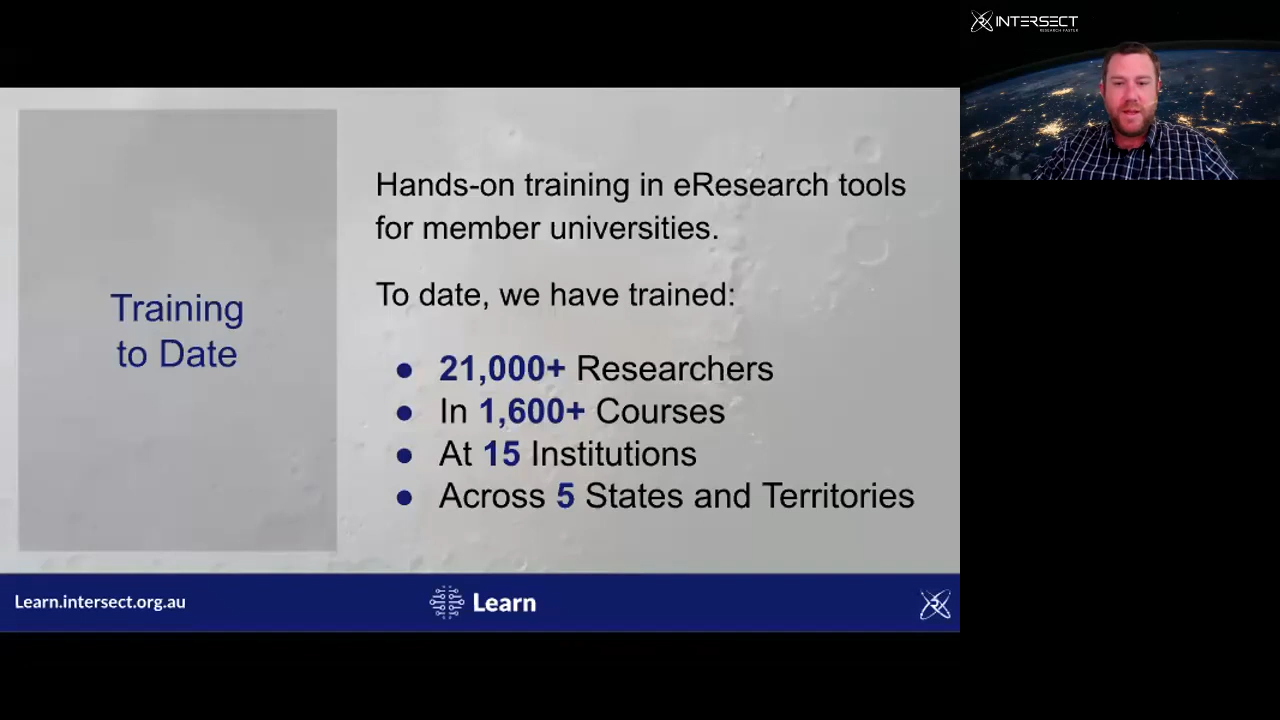 Training
to Date
Hands-on training in eResearch tools
for member universities.
To date, we have trained:
● 21,000+ Researchers
● In 1,600+ Courses
● At 15 Institutions
● Across 5 States and Territories
Learn.intersect.org.au
Learn
INTERSECT
RESEARCH FASTER